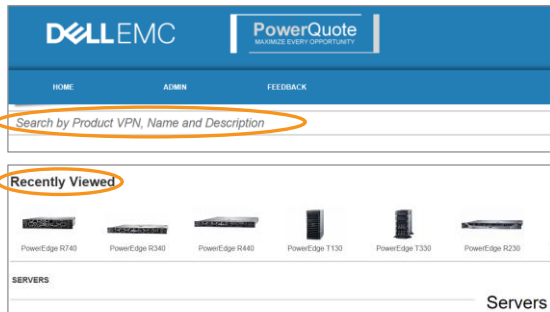 DELLEMC
PowerQuote
MAXIMIZE EVERY OPPORTUNITY
HOME ADMIN FEEDBACK
Search by Product VPN, Name and Description
Recently Viewed
PowerEdge R740 PowerEdge R340 PowerEdge R440 PowerEdge T130 PowerEdge T330 PowerEdge R230
SERVERS
Servers